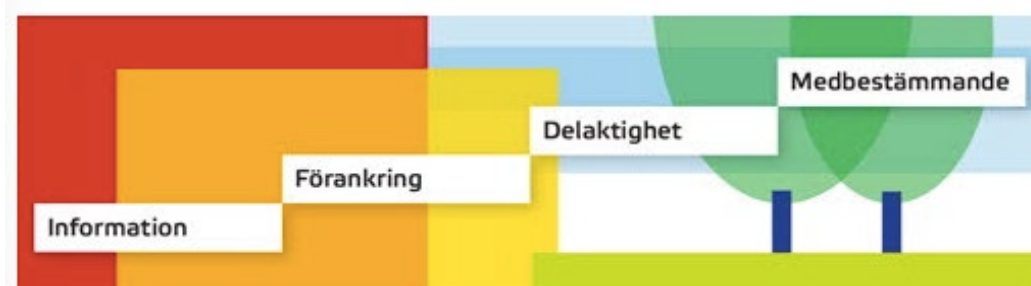 Information
Förankring
Delaktighet
Medbestämmande